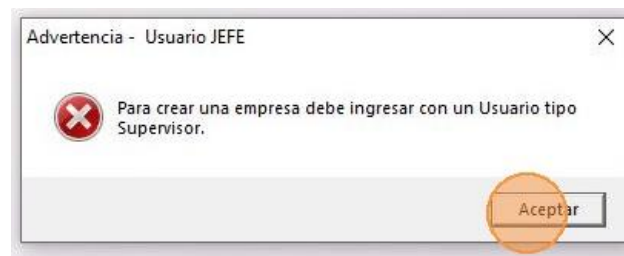 Advertencia - Usuario JEFE
Para crear una empresa debe ingresar con un Usuario tipo
Supervisor.
Aceptar